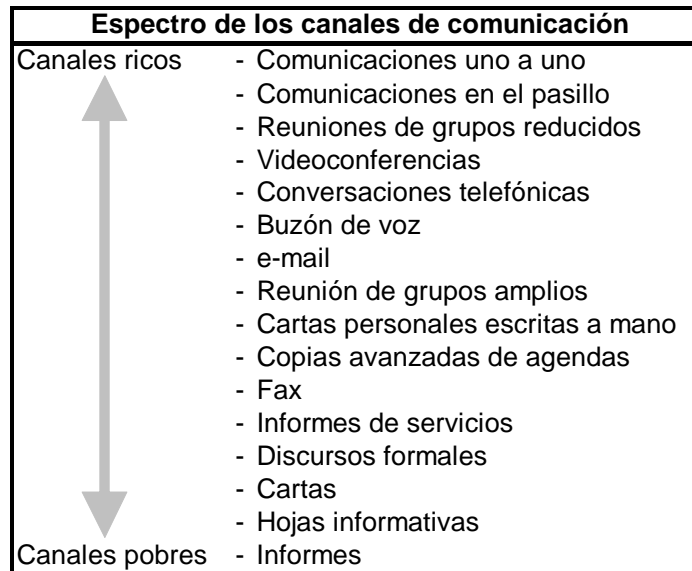 Espectro de los canales de comunicación
Canales ricos - Comunicaciones uno a uno
- Comunicaciones en el pasillo
- Reuniones de grupos reducidos
- Videoconferencias
- Conversaciones telefónicas
- Buzón de voz
- e-mail
- Reunión de grupos amplios
- Cartas personales escritas a mano
- Copias avanzadas de agendas
- Fax
- Informes de servicios
- Discursos formales
- Cartas
- Hojas informativas
Canales pobres - Informes